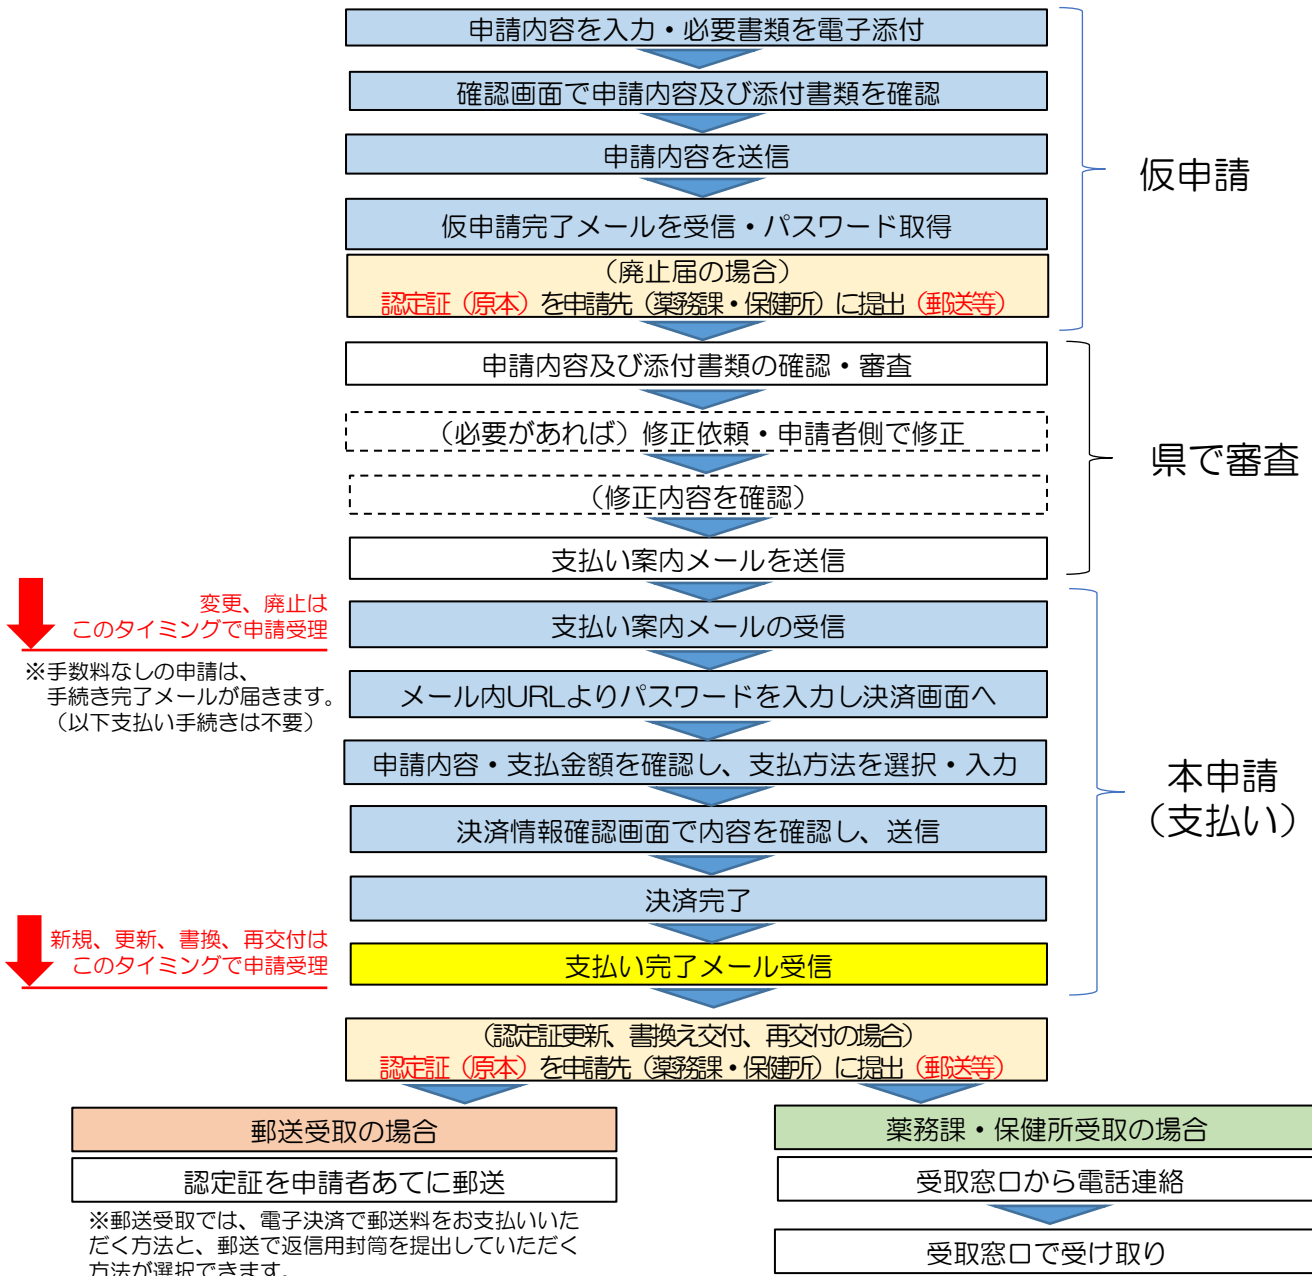 申請内容を入力・必要書類を電子添付
確認画面で申請内容及び添付書類を確認
申請内容を送信
仮申請完了メールを受信・パスワード取得
（廃止届の場合）
認定証（原本）を申請先（薬務課・保健所）に提出（郵送等）
仮申請
申請内容及び添付書類の確認・審査
（必要があれば）修正依頼・申請者側で修正
（修正内容を確認）
支払い案内メールを送信
県で審査
変更、廃止は
このタイミングで申請受理
※手数料なしの申請は、
手続き完了メールが届きます。
（以下支払い手続きは不要）
支払い案内メールの受信
メール内URLよりパスワードを入力し決済画面へ
申請内容・支払金額を確認し、支払方法を選択・入力
決済情報確認画面で内容を確認し、送信
決済完了
新規、更新、書換、再交付は
このタイミングで申請受理
支払い完了メール受信
本申請
（支払い）
（認定証更新、書換え交付、再交付の場合）
認定証（原本）を申請先（薬務課・保健所）に提出（郵送等）
郵送受取の場合
認定証を申請者あてに郵送
※郵送受取では、電子決済で郵送料をお支払いいた
だく方法と、郵送で返信用封筒を提出していただく
方法が選択できます。
薬務課・保健所受取の場合
受取窓口から電話連絡
受取窓口で受け取り